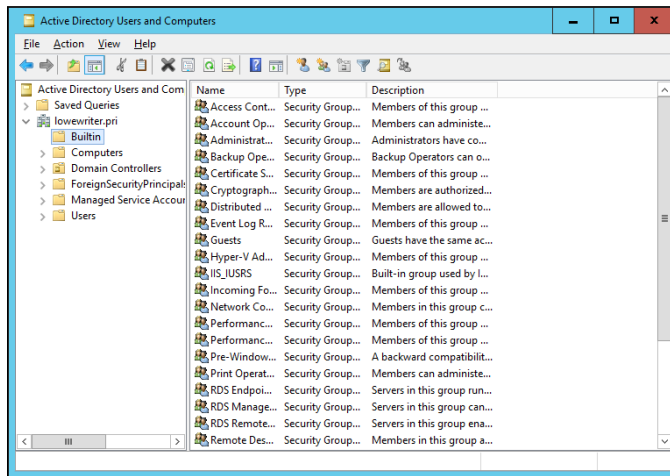 Active Directory Users and Computers
File Action View Help
Active Directory Users and Com
Saved Queries
lowewriter.pri
Builtin
Computers
Domain Controllers
ForeignSecurityPrincipals
Managed Service Accour
Users
Name Type Description
Access Cont... Security Group... Members of this group ...
Account Op... Security Group... Members can administe...
Administrat... Security Group... Administrators have co...
Backup Ope... Security Group... Backup Operators can o...
Certificate S... Security Group... Members of this group ...
Cryptograph... Security Group... Members are authorized...
Distributed ... Security Group... Members are allowed to...
Event Log R... Security Group... Members of this group ...
Guests Security Group... Guests have the same ac...
Hyper-V Ad... Security Group... Members of this group ...
IIS_IUSRS Security Group... Built-in group used by I...
Incoming Fo... Security Group... Members of this group ...
Network Co... Security Group... Members in this group c...
Performanc... Security Group... Members of this group ...
Performanc... Security Group... Members of this group ...
Pre-Window... Security Group... A backward compatibilit...
Print Operat... Security Group... Members can administe...
RDS Endpoi... Security Group... Servers in this group run...
RDS Manage... Security Group... Servers in this group can...
RDS Remote... Security Group... Servers in this group ena...
Remote Des... Security Group... Members in this group a...